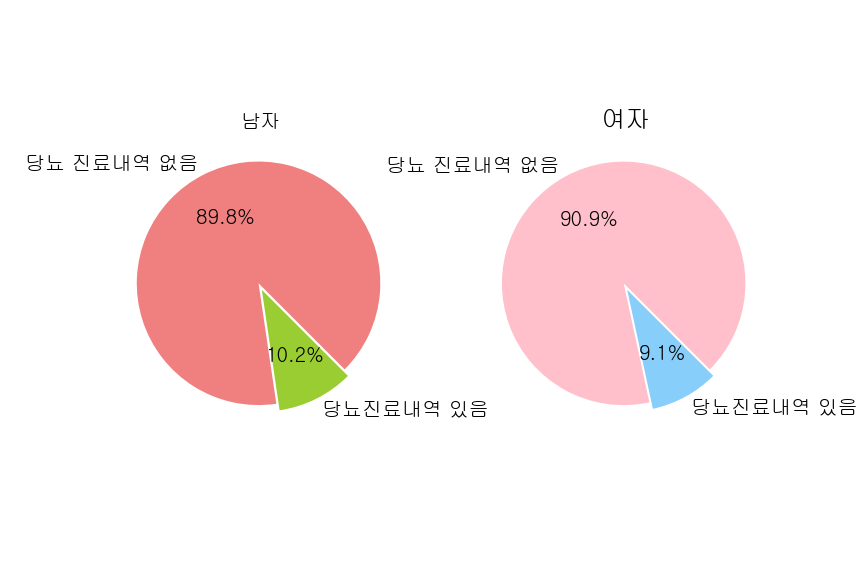 남자
당뇨 진료내역 없음
89.8%
10.2%
당뇨진료내역 있음
여자
당뇨 진료내역 없음
90.9%
9.1%
당뇨진료내역 있음